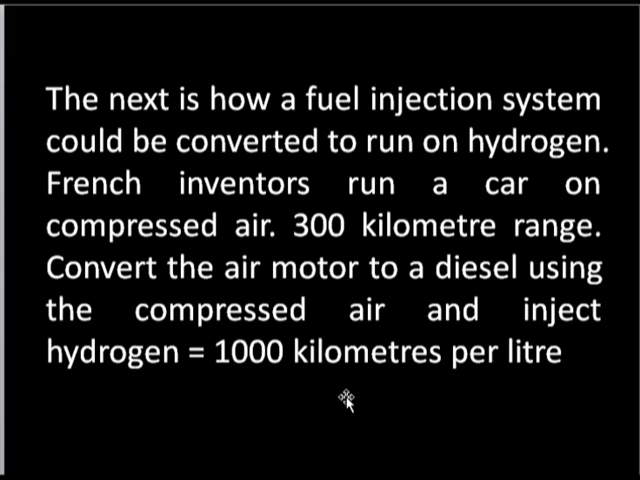 The next is how a fuel injection system
could be converted to run on hydrogen.
French inventors run a car on
compressed air. 300 kilometre range.
Convert the air motor to a diesel using
the compressed air and inject
hydrogen = 1000 kilometres per litre